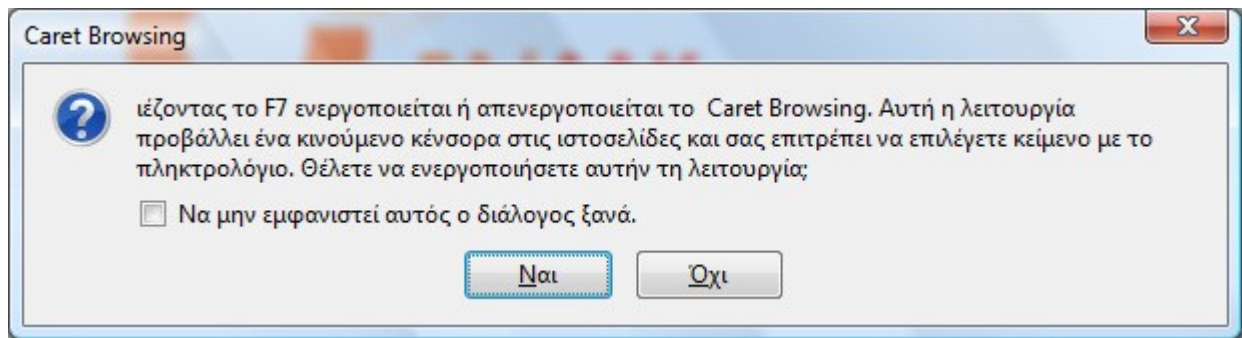 Caret Browsing
ιέζοντας το F7 ενεργοποιείται ή απενεργοποιείται το  Caret Browsing. Αυτή η λειτουργία
προβάλλει ένα κινούμενο κένσορα στις ιστοσελίδες και σας επιτρέπει να επιλέγετε κείμενο με το
πληκτρολόγιο. Θέλετε να ενεργοποιήσετε αυτήν τη λειτουργία;
Να μην εμφανιστεί αυτός ο διάλογος ξανά.
Ναι Όχι